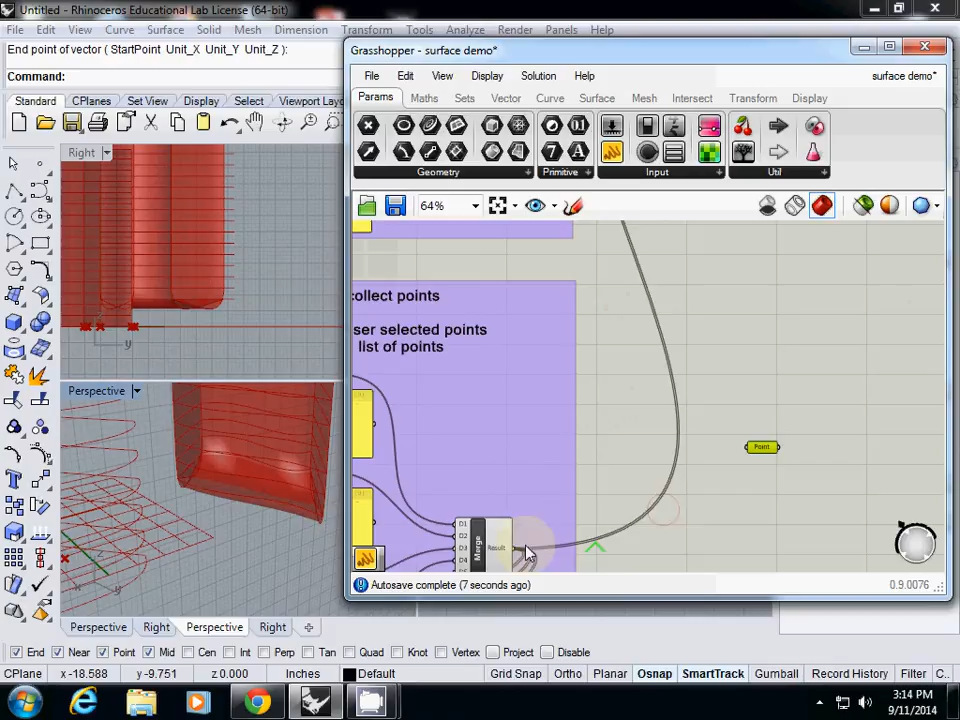 Untitled - Rhinoceros Educational Lab License (64-bit)
File Edit View Curve Surface Solid Mesh Dimension Transform Tools Analyze Render Panels Help
End point of vector ( StartPoint Unit_X Unit_Y Unit_Z ):
Command:
Standard CPlanes Set View Display Select Viewport Layo
Right
Perspective
Grasshopper - surface demo*
File Edit View Display Solution Help
surface demo*
Params Maths Sets Vector Curve Surface Mesh Intersect Transform Display
Geometry Primitive Input Util
64%
collect points
ser selected points
list of points
Point
D1
D2
D3
D4
Merge
Result
Autosave complete (7 seconds ago)
0.9.0076
y
z
x
y
Perspective Right Perspective Right
End Near Point Mid Cen Int Perp Tan Quad Knot Vertex Project Disable
CPlane x -18.588 y -9.751 z 0.000 Inches Default Grid Snap Ortho Planar Osnap SmartTrack Gumball Record History Filter C..
3:14 PM
9/11/2014